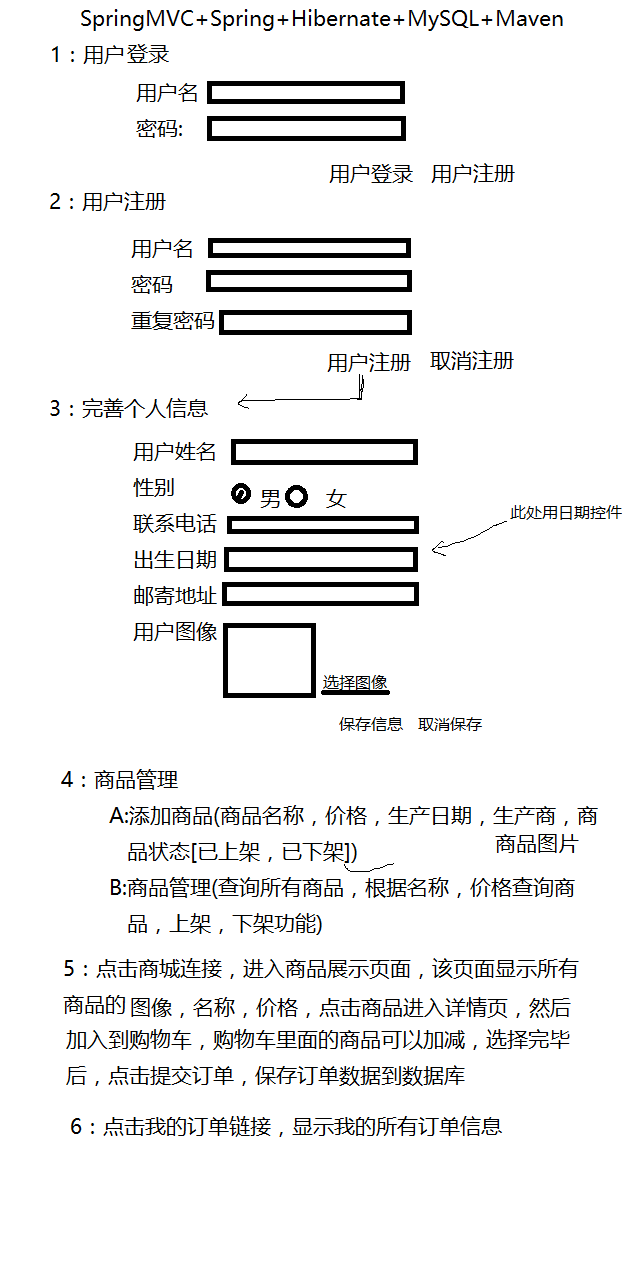 SpringMVC+Spring+Hibernate+MySQL+Maven
1：用户登录
用户名
密码:
用户登录 用户注册
2：用户注册
用户名
密码
重复密码
用户注册 取消注册
3：完善个人信息
用户姓名
性别 男 女
联系电话 此处用日期控件
出生日期
邮寄地址
用户图像
选择图像
保存信息 取消保存
4：商品管理
A:添加商品(商品名称，价格，生产日期，生产商，商
品状态[已上架，已下架]) 商品图片
B:商品管理(查询所有商品，根据名称，价格查询商
品，上架，下架功能)
5：点击商城连接，进入商品展示页面，该页面显示所有
商品的 图像，名称，价格，点击商品进入详情页，然后
加入到购物车，购物车里面的商品可以加减，选择完毕
后，点击提交订单，保存订单数据到数据库
6：点击我的订单链接，显示我的所有订单信息